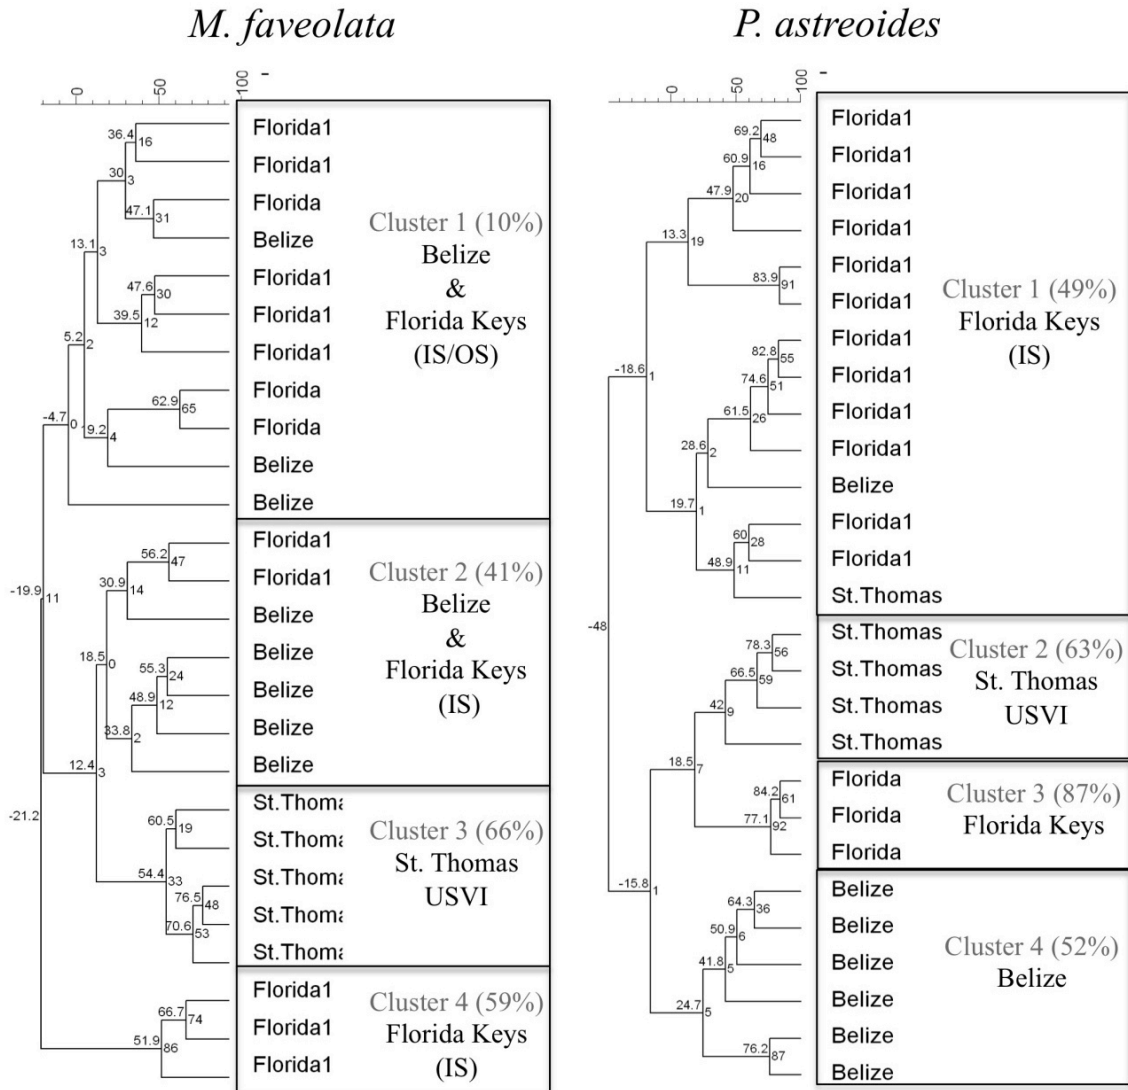 M. faveolata
0
50
100
-
Florida1
Florida1
Florida
Belize
Florida1
Florida1
Florida1
Florida
Florida
Belize
Belize
Cluster 1 (10%)
Belize
&
Florida Keys
(IS/OS)
Florida1
Florida1
Belize
Belize
Belize
Belize
Belize
Cluster 2 (41%)
Belize
&
Florida Keys
(IS)
St.Thoma
St.Thoma
St.Thoma
St.Thoma
St.Thoma
Cluster 3 (66%)
St. Thomas
USVI
Florida1
Florida1
Florida1
Cluster 4 (59%)
Florida Keys
(IS)
36.4
16
30
3
47.1
31
13.1
3
47.6
30
39.5
12
5.2
2
62.9
65
-4.7
0
9.2
4
56.2
47
30.9
14
-19.9
11
18.5
0
55.3
24
48.9
12
33.8
2
12.4
3
-21.2
60.5
19
54.4
33
76.5
48
70.6
53
66.7
74
51.9
86
P. astreoides
0
50
100
-
Florida1
Florida1
Florida1
Florida1
Florida1
Florida1
Florida1
Florida1
Florida1
Florida1
Belize
Florida1
Florida1
St.Thomas
Cluster 1 (49%)
Florida Keys
(IS)
St.Thomas
St.Thomas
St.Thomas
St.Thomas
Cluster 2 (63%)
St. Thomas
USVI
Florida
Florida
Florida
Cluster 3 (87%)
Florida Keys
Belize
Belize
Belize
Belize
Belize
Belize
Cluster 4 (52%)
Belize
69.2
48
60.9
16
47.9
20
13.3
19
83.9
91
82.8
55
74.6
51
-18.6
1
61.5
26
28.6
2
19.7
1
60
28
48.9
11
-48
78.3
56
66.5
59
42
9
18.5
7
84.2
61
77.1
92
-15.8
1
64.3
36
50.9
6
41.8
5
24.7
5
76.2
87